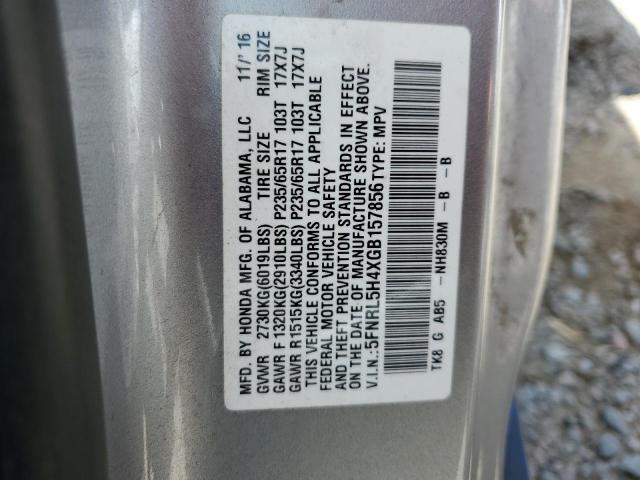 MFD. BY HONDA MFG. OF ALABAMA, LLC 11/'16
GVWR 2730KG(6019LBS) TIRE SIZE RIM SIZE
GAWR F 1320KG(2910LBS) P235/65R17 103T 17X7J
GAWR R1515KG(3340LBS) P235/65R17 103T 17X7J
THIS VEHICLE CONFORMS TO ALL APPLICABLE
FEDERAL MOTOR VEHICLE SAFETY
AND THEFT PREVENTION STANDARDS IN EFFECT
ON THE DATE OF MANUFACTURE SHOWN ABOVE.
V.I.N.:5FNRL5H4XGB157856 TYPE: MPV
TK8 G AB5 -NH830M - B - B